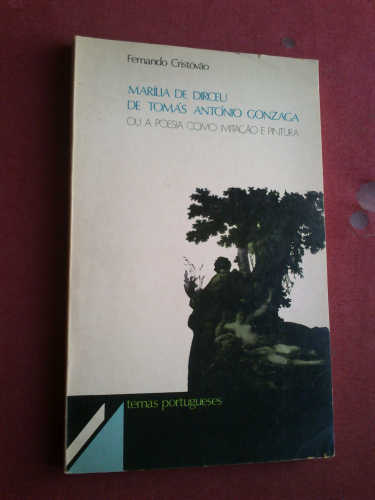 Fernando Cristóvão
MARÍLIA DE DIRCEU
DE TOMÁS ANTÓNIO GONZAGA
OU A POESIA COMO IMITAÇÃO E PINTURA
temas portugueses